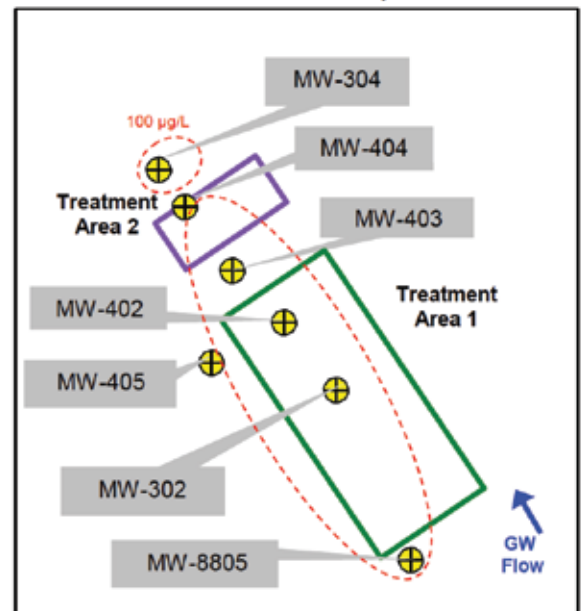 MW-304
100 µg/L
MW-404
Treatment
Area 2
MW-403
MW-402
Treatment
Area 1
MW-405
MW-302
MW-8805
GW
Flow